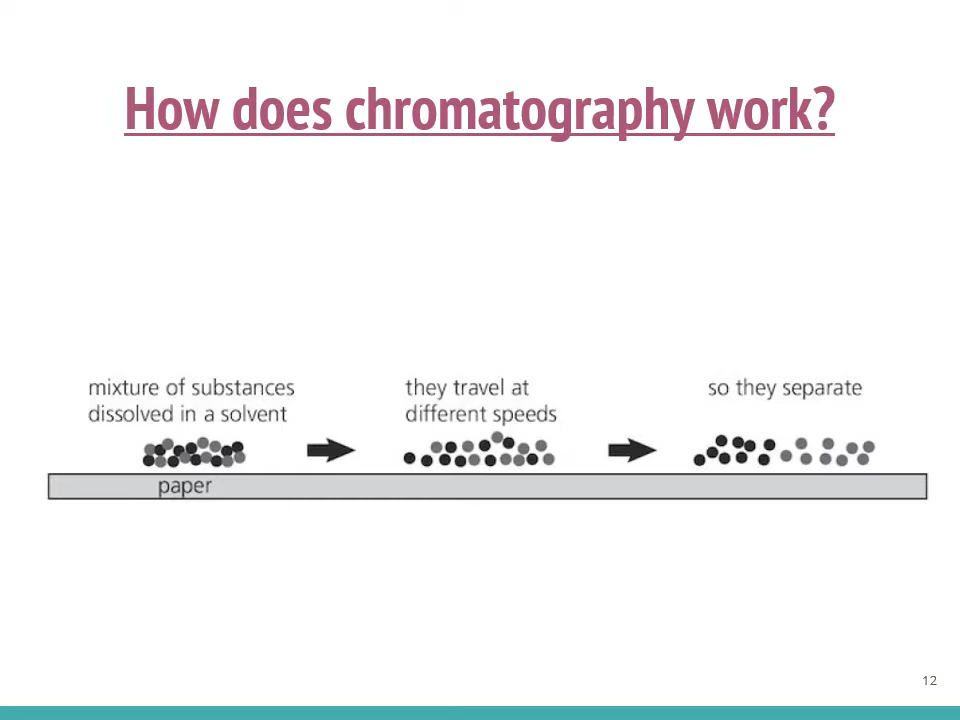 How does chromatography work?
mixture of substances
dissolved in a solvent
they travel at
different speeds
so they separate
paper
12